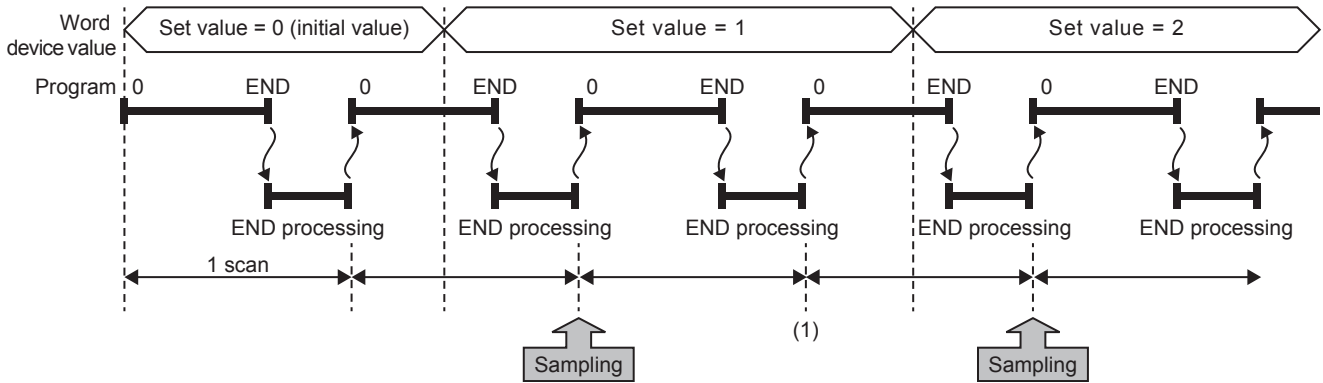 Word
device value
Set value = 0 (initial value)
Set value = 1
Set value = 2
Program
0
END
0
END
0
END
0
END
0
END
END processing
END processing
END processing
END processing
END processing
1 scan
(1)
Sampling
Sampling